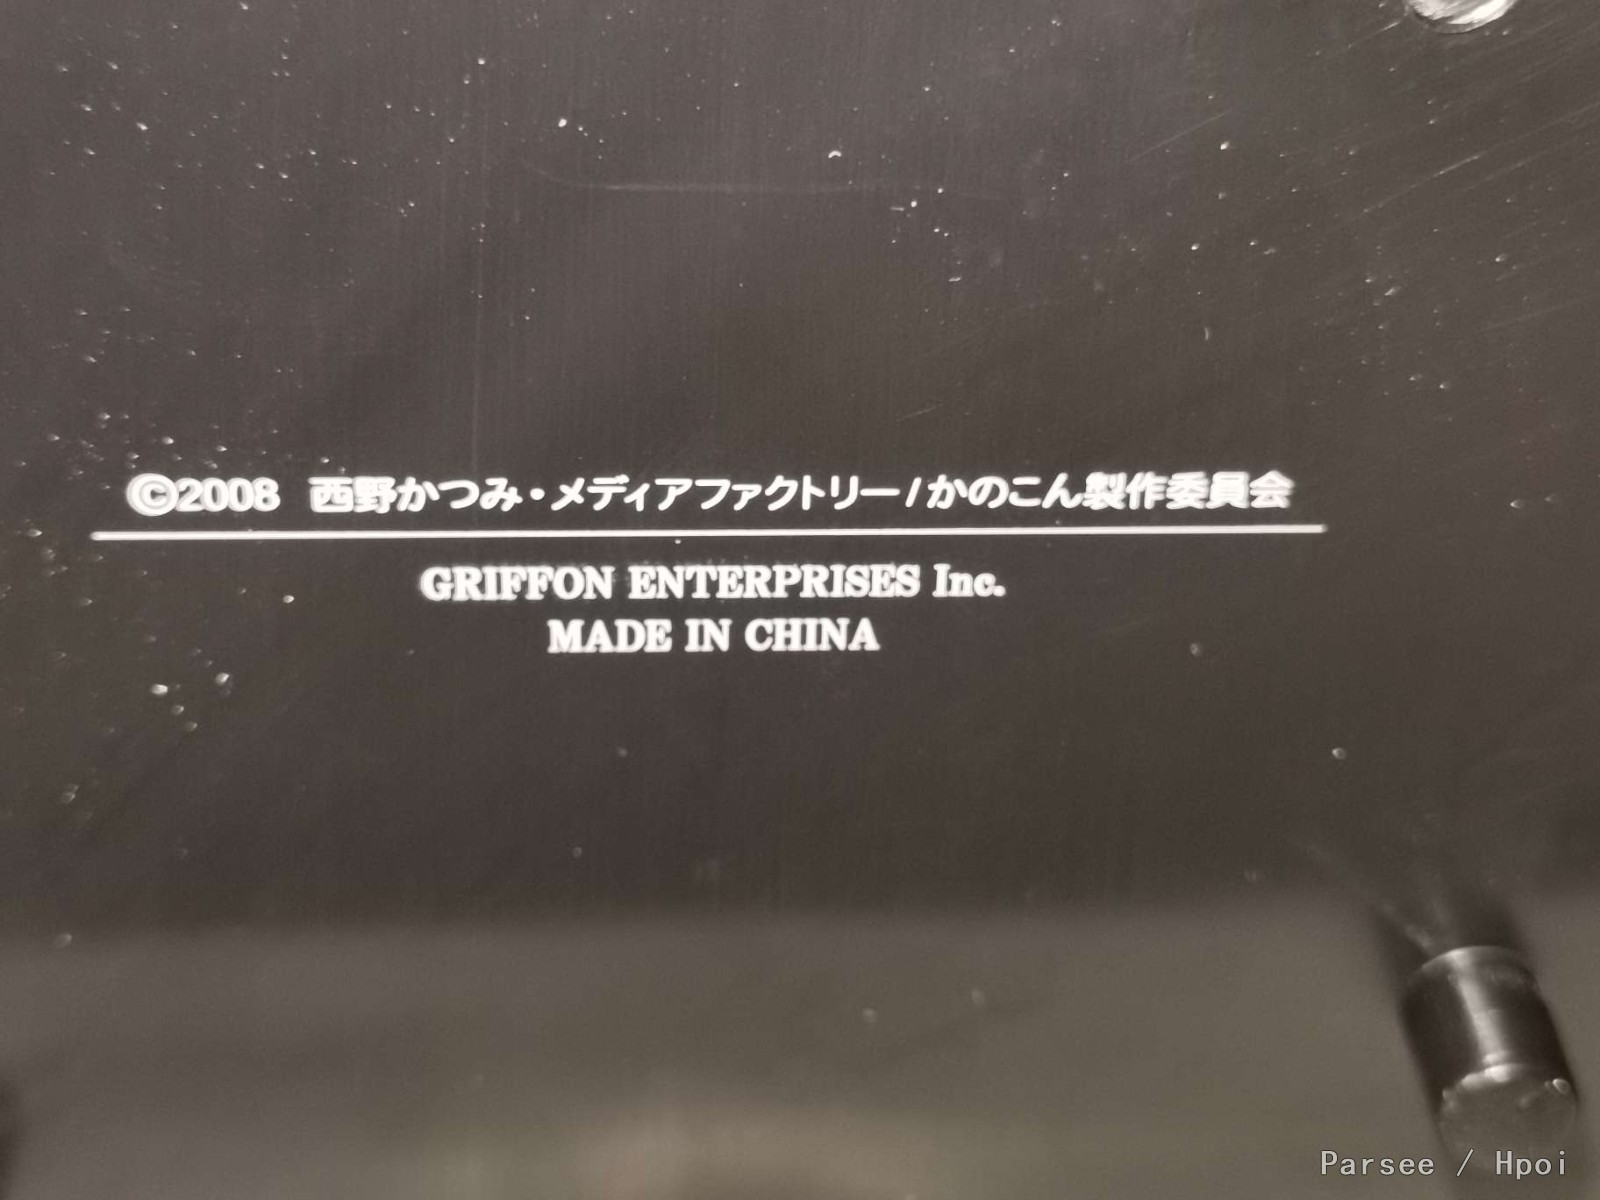 ©2008 西野かつみ・メディアファクトリー/かのこん製作委員会
GRIFFON ENTERPRISES Inc.
MADE IN CHINA
Parsee / Hpoi